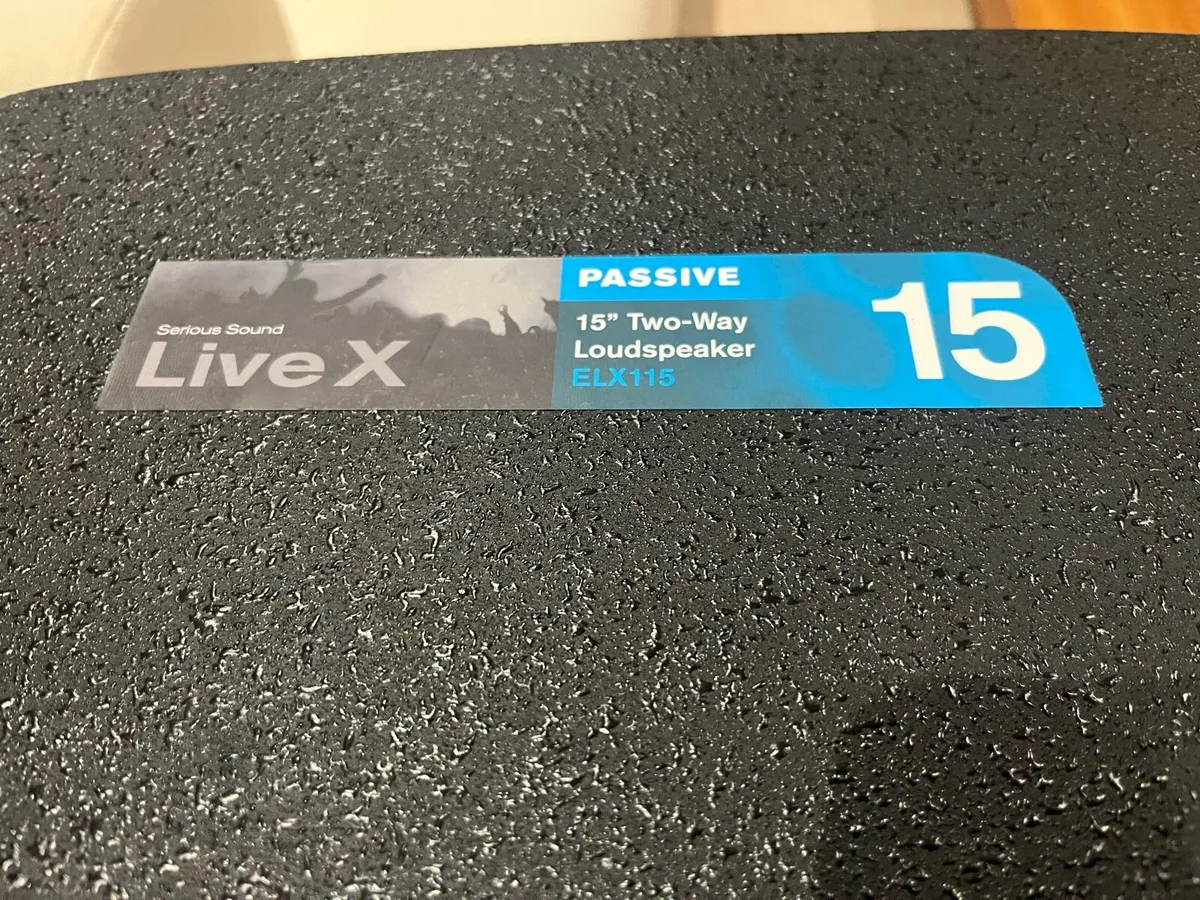 Serious Sound
Live X
PASSIVE
15” Two-Way
Loudspeaker
ELX115
15